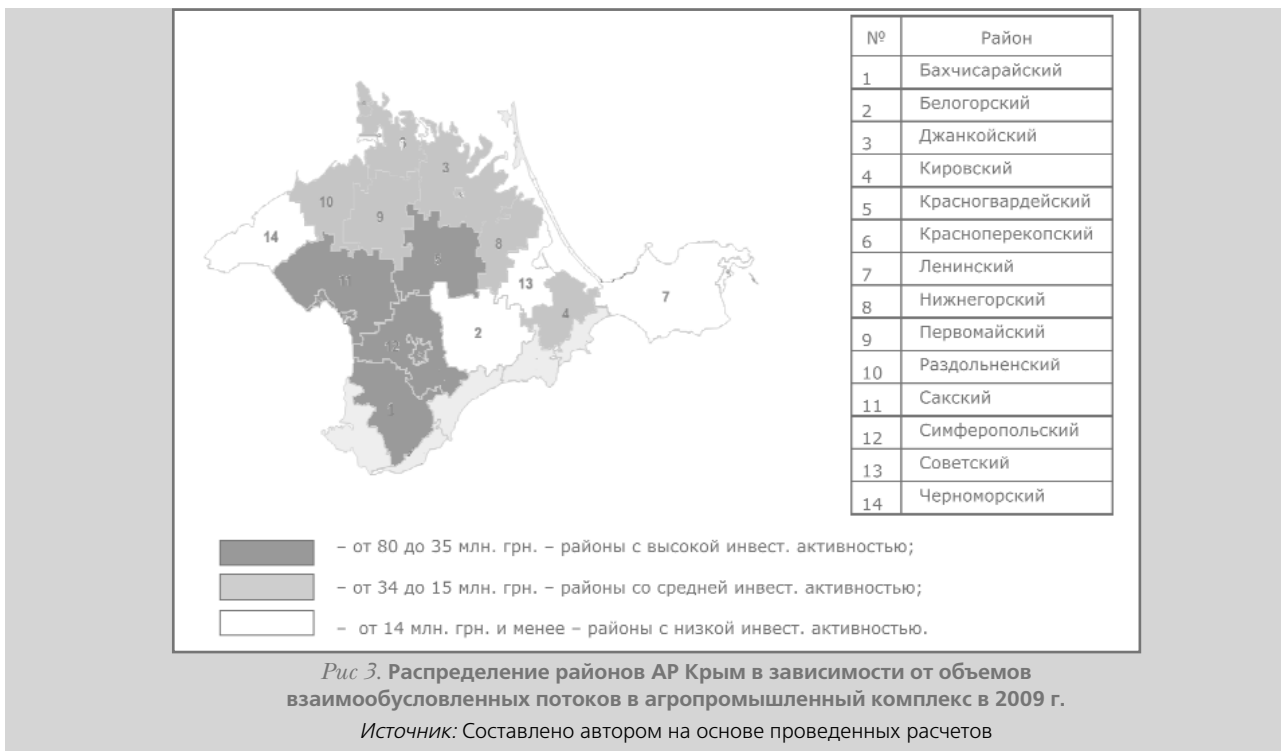 № Район
1 Бахчисарайский
2 Белогорский
3 Джанкойский
4 Кировский
5 Красногвардейский
6 Красноперекопский
7 Ленинский
8 Нижнегорский
9 Первомайский
10 Раздольненский
11 Сакский
12 Симферопольский
13 Советский
14 Черноморский
6
3
10
9
14
5
8
11
13
7
4
2
12
1
– от 80 до 35 млн. грн. – районы с высокой инвест. активностью;
– от 34 до 15 млн. грн. – районы со средней инвест. активностью;
– от 14 млн. грн. и менее – районы с низкой инвест. активностью.
Рис 3. Распределение районов АР Крым в зависимости от объемов
взаимообусловленных потоков в агропромышленный комплекс в 2009 г.
Источник: Составлено автором на основе проведенных расчетов